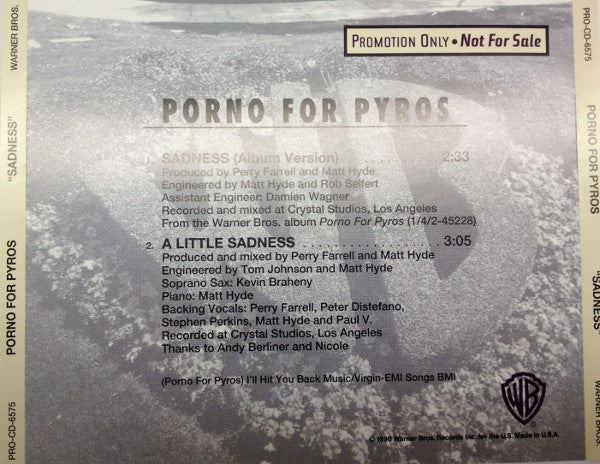 PROMOTION ONLY • NOT FOR SALE
PORNO FOR PYROS
1. SADNESS (Album Version) . . . . . . . . . . . . . 2:33
Produced by Perry Farrell and Matt Hyde
Engineered by Matt Hyde and Rob Seifert
Assistant Engineer: Damien Wagner
Recorded and mixed at Crystal Studios, Los Angeles
From the Warner Bros. album Porno For Pyros (1/4/2-45228)
2. A LITTLE SADNESS . . . . . . . . . . . . . . . . . . . 3:05
Produced and mixed by Perry Farrell and Matt Hyde
Engineered by Tom Johnson and Matt Hyde
Soprano Sax: Kevin Braheny
Piano: Matt Hyde
Backing Vocals: Perry Farrell, Peter Distefano,
Stephen Perkins, Matt Hyde and Paul V.
Recorded at Crystal Studios, Los Angeles
Thanks to Andy Berliner and Nicole
(Porno For Pyros) I'll Hit You Back Music/Virgin-EMI Songs BMI
WB
© 1993 Warner Bros. Records Inc. for the U.S. Made in U.S.A.
PRO-CD-6575 PORNO FOR PYROS "SADNESS" WARNER BROS.
PRO-CD-6575 PORNO FOR PYROS "SADNESS" WARNER BROS.